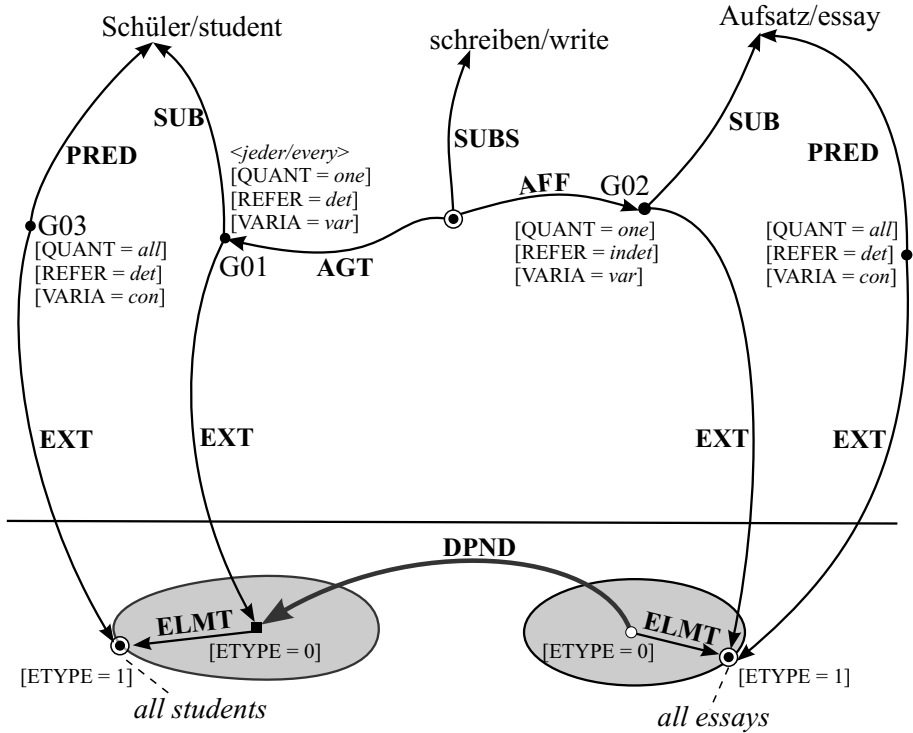 Schüler/student
schreiben/write
Aufsatz/essay
SUB
PRED
SUBS
SUB
PRED
<jeder/every>
[QUANT = one]
[REFER = det]
[VARIA = var]
G01
AGT
AFF
G02
[QUANT = one]
[REFER = indet]
[VARIA = var]
G03
[QUANT = all]
[REFER = det]
[VARIA = con]
[QUANT = all]
[REFER = det]
[VARIA = con]
EXT
EXT
EXT
EXT
DPND
ELMT
[ETYPE = 0]
[ETYPE = 1]
all students
ELMT
[ETYPE = 0]
[ETYPE = 1]
all essays